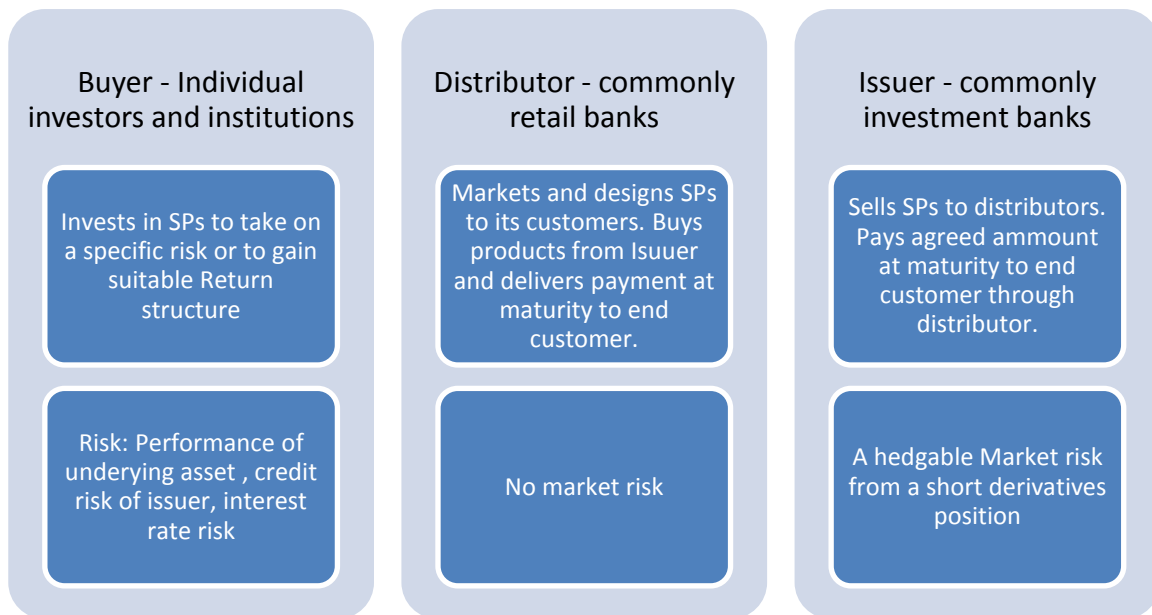 Buyer - Individual
investors and institutions
Invests in SPs to take on
a specific risk or to gain
suitable Return
structure
Risk: Performance of
underying asset , credit
risk of issuer, interest
rate risk
Distributor - commonly
retail banks
Markets and designs SPs
to its customers. Buys
products from Isuuer
and delivers payment at
maturity to end
customer.
No market risk
Issuer - commonly
investment banks
Sells SPs to distributors.
Pays agreed ammount
at maturity to end
customer through
distributor.
A hedgable Market risk
from a short derivatives
position